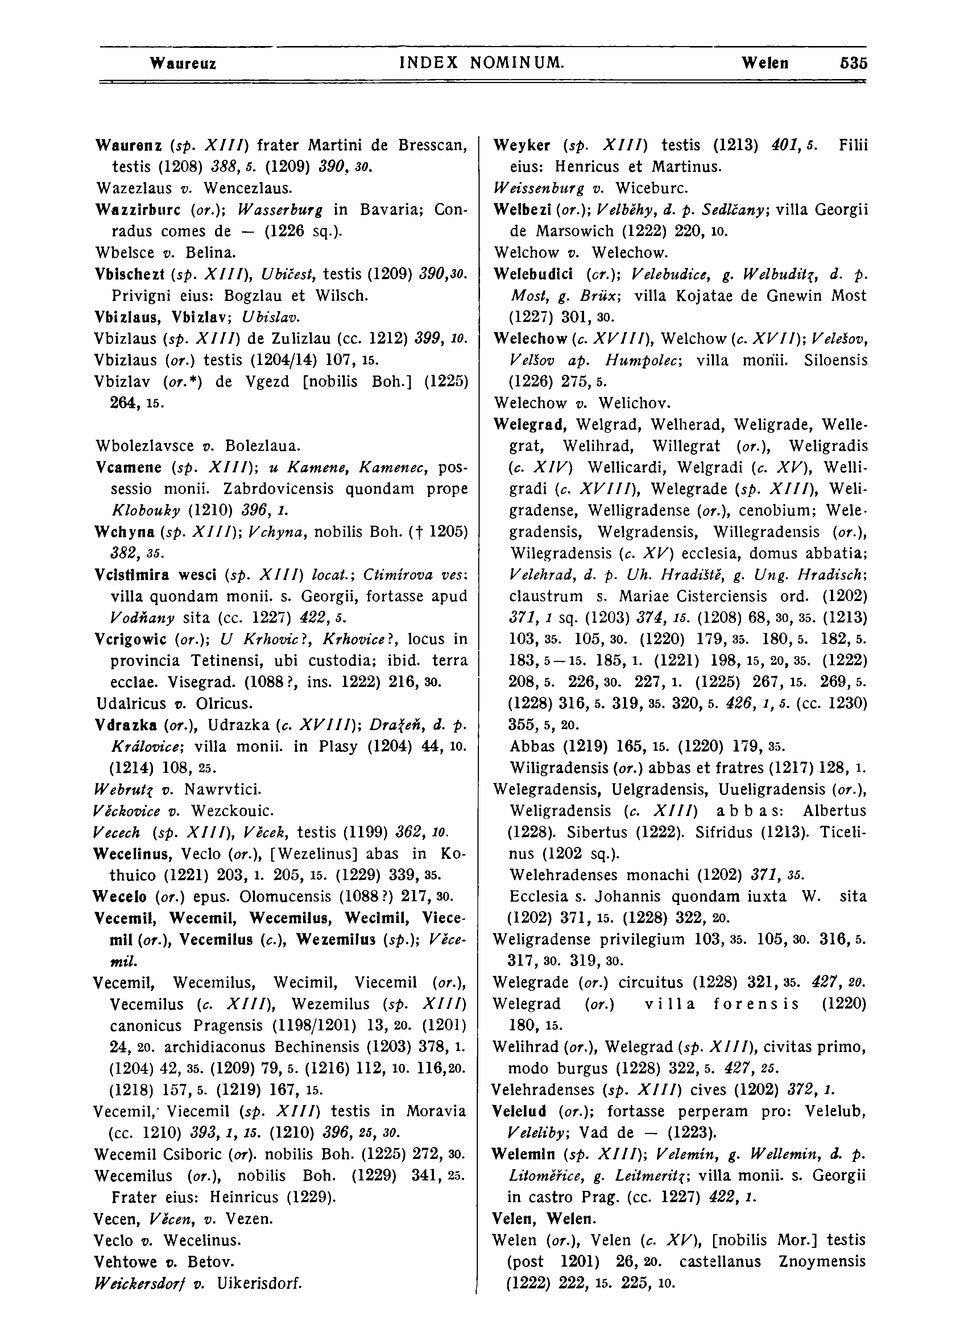 Waureuz INDEX NOMINUM. Welen 535
Waurenz (sp. XIII) frater Martini de Bresscan,
testis (1208) 388, 5. (1209) 390, 30.
Wazezlaus v. Wencezlaus.
Wazzirburc (or.); Wasserburg in Bavaria; Con-
radus comes de — (1226 sq.).
Wbelsce v. Belina.
Vbischezt (sp. XIII), Ubičest, testis (1209) 390,30.
Privigni eius: Bogzlau et Wilsch.
Vbizlaus, Vbizlav; Ubislav.
Vbizlaus (sp. XIII) de Zulizlau (cc. 1212) 399, 10.
Vbizlaus (or.) testis (1204/14) 107, 15.
Vbizlav (or.*) de Vgezd [nobilis Boh.] (1225)
264, 15.
Wbolezlavsce v. Bolezlaua.
Vcamene (sp. XIII); u Kamene, Kamenec, pos-
sessio monii. Zabrdovicensis quondam prope
Klobouky (1210) 396, 1.
Wchyna (sp. XIII); Vchyna, nobilis Boh. († 1205)
382, 35.
Vcistimira wesci (sp. XIII) locat.; Ctimírova ves;
villa quondam monii. s. Georgii, fortasse apud
Vodňany sita (cc. 1227) 422, 5.
Vcrigowic (or.); U Krhovic?, Krhovice?, locus in
provincia Tetinensi, ubi custodia; ibid. terra
ecclae. Visegrad. (1088?, ins. 1222) 216, 30.
Udalricus v. Olricus.
Vdrazka (or.), Udrazka (c. XVIII); Dražeň, d. p.
Královice; villa monii. in Plasy (1204) 44, 10.
(1214) 108, 25.
Webrutz v. Nawrvtici.
Věckovice v. Wezckouic.
Vecech (sp. XIII), Věcek, testis (1199) 362, 10.
Wecelinus, Veclo (or.), [Wezelinus] abas in Ko-
thuico (1221) 203, 1. 205, 15. (1229) 339, 35.
Wecelo (or.) epus. Olomucensis (1088?) 217, 30.
Vecemil, Wecemil, Wecemilus, Wecimil, Viece-
mil (or.), Vecemilus (c.), Wezemilus (sp.); Věce-
mil.
Vecemil, Wecemilus, Wecimil, Viecemil (or.),
Vecemilus (c. XIII), Wezemilus (sp. XIII)
canonicus Pragensis (1198/1201) 13, 20. (1201)
24, 20. archidiaconus Bechinensis (1203) 378, 1.
(1204) 42, 35. (1209) 79, 5. (1216) 112, 10. 116,20.
(1218) 157, 5. (1219) 167, 15.
Vecemil, Viecemil (sp. XIII) testis in Moravia
(cc. 1210) 393, 1, 15. (1210) 396, 25, 30.
Wecemil Csiboric (or). nobilis Boh. (1225) 272, 30.
Wecemilus (or.), nobilis Boh. (1229) 341, 25.
Frater eius: Heinricus (1229).
Vecen, Věcen, v. Vezen.
Veclo v. Wecelinus.
Vehtowe v. Betov.
Weickersdorf v. Uikerisdorf.
Weyker (sp. XIII) testis (1213) 401, 5. Filii
eius: Henricus et Martinus.
Weissenburg v. Wiceburc.
Welbezi (or.); Velběhy, d. p. Sedlčany; villa Georgii
de Marsowich (1222) 220, 10.
Welchow v. Welechow.
Welebudici (cr.); Velebudice, g. Welbuditz, d. p.
Most, g. Brüx; villa Kojatae de Gnewin Most
(1227) 301, 30.
Welechow (c. XVIII), Welchow (c. XVII); Velešov,
Velšov ap. Humpolec; villa monii. Siloensis
(1226) 275, 5.
Welechow v. Welichov.
Welegrad, Welgrad, Welherad, Weligrade, Welle-
grat, Welihrad, Willegrat (or.), Weligradis
(c. XIV) Wellicardi, Welgradi (c. XV), Welli-
gradi (c. XVIII), Welegrade (sp. XIII), Weli-
gradense, Welligradense (or.), cenobium; Wele-
gradensis, Welgradensis, Willegradensis (or.),
Wilegradensis (c. XV) ecclesia, domus abbatia;
Velehrad, d. p. Uh. Hradiště, g. Ung. Hradisch;
claustrum s. Mariae Cisterciensis ord. (1202)
371, 1 sq. (1203) 374, 15. (1208) 68, 30, 35. (1213)
103, 35. 105, 30. (1220) 179, 35. 180, 5. 182, 5.
183, 5—15. 185, 1. (1221) 198, 15, 20, 35. (1222)
208, 5. 226, 30. 227, 1. (1225) 267, 15. 269, 5.
(1228) 316, 5. 319, 35. 320, 5. 426, 1, 5. (cc. 1230)
355, 5, 20.
Abbas (1219) 165, 15. (1220) 179, 35.
Wiligradensis (or.) abbas et fratres (1217) 128, 1.
Welegradensis, Uelgradensis, Uueligradensis (or.),
Weligradensis (c. XIII) abbas: Albertus
(1228). Sibertus (1222). Sifridus (1213). Ticeli-
nus (1202 sq.).
Welehradenses monachi (1202) 371, 35.
Ecclesia s. Johannis quondam iuxta W. sita
(1202) 371, 15. (1228) 322, 20.
Weligradense privilegium 103, 35. 105, 30. 316, 5.
317, 30. 319, 30.
Welegrade (or.) circuitus (1228) 321, 35. 427, 20.
Welegrad (or.) villa forensis (1220)
180, 15.
Welihrad (or.), Welegrad (sp. XIII), civitas primo,
modo burgus (1228) 322, 5. 427, 25.
Velehradenses (sp. XIII) cives (1202) 372, 1.
Velelud (or.); fortasse perperam pro: Velelub,
Veleliby; Vad de — (1223).
Welemin (sp. XIII); Velemín, g. Wellemin, d. p.
Litoměřice, g. Leitmeritz; villa monii. s. Georgii
in castro Prag. (cc. 1227) 422, 1.
Velen, Welen.
Welen (or.), Velen (c. XV), [nobilis Mor.] testis
(post 1201) 26, 20. castellanus Znoymensis
(1222) 222, 15. 225, 10.